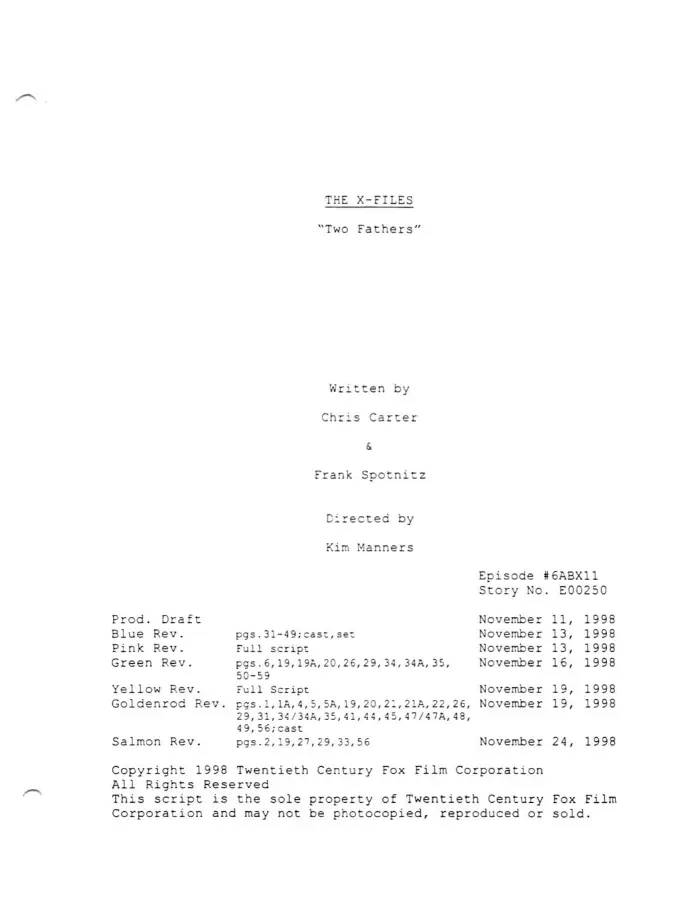 THE X-FILES
"Two Fathers"
Written by
Chris Carter
&
Frank Spotnitz
Directed by
Kim Manners
Episode #6ABX11
Story No. E00250
Prod. Draft November 11, 1998
Blue Rev. pgs.31-49;cast,set November 13, 1998
Pink Rev. Full script November 13, 1998
Green Rev. pgs.6,19,19A,20,26,29,34,34A,35, November 16, 1998
50-59
Yellow Rev. Full Script November 19, 1998
Goldenrod Rev. pgs.1,1A,4,5,5A,19,20,21,21A,22,26, November 19, 1998
29,31,34/34A,35,41,44,45,47/47A,48,
49,56;cast
Salmon Rev. pgs.2,19,27,29,33,56 November 24, 1998
Copyright 1998 Twentieth Century Fox Film Corporation
All Rights Reserved
This script is the sole property of Twentieth Century Fox Film
Corporation and may not be photocopied, reproduced or sold.